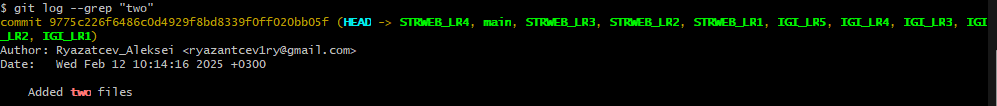 $ git log --grep "two"
commit 9775c226f6486c0d4929f8bd8339f0ff020bb05f (HEAD -> STRWEB_LR4, main, STRWEB_LR3, STRWEB_LR2, STRWEB_LR1, IGI_LR5, IGI_LR4, IGI_LR3, IGI
_LR2, IGI_LR1)
Author: Ryazatcev_Aleksei <ryazantcev1ry@gmail.com>
Date:   Wed Feb 12 10:14:16 2025 +0300
    Added two files